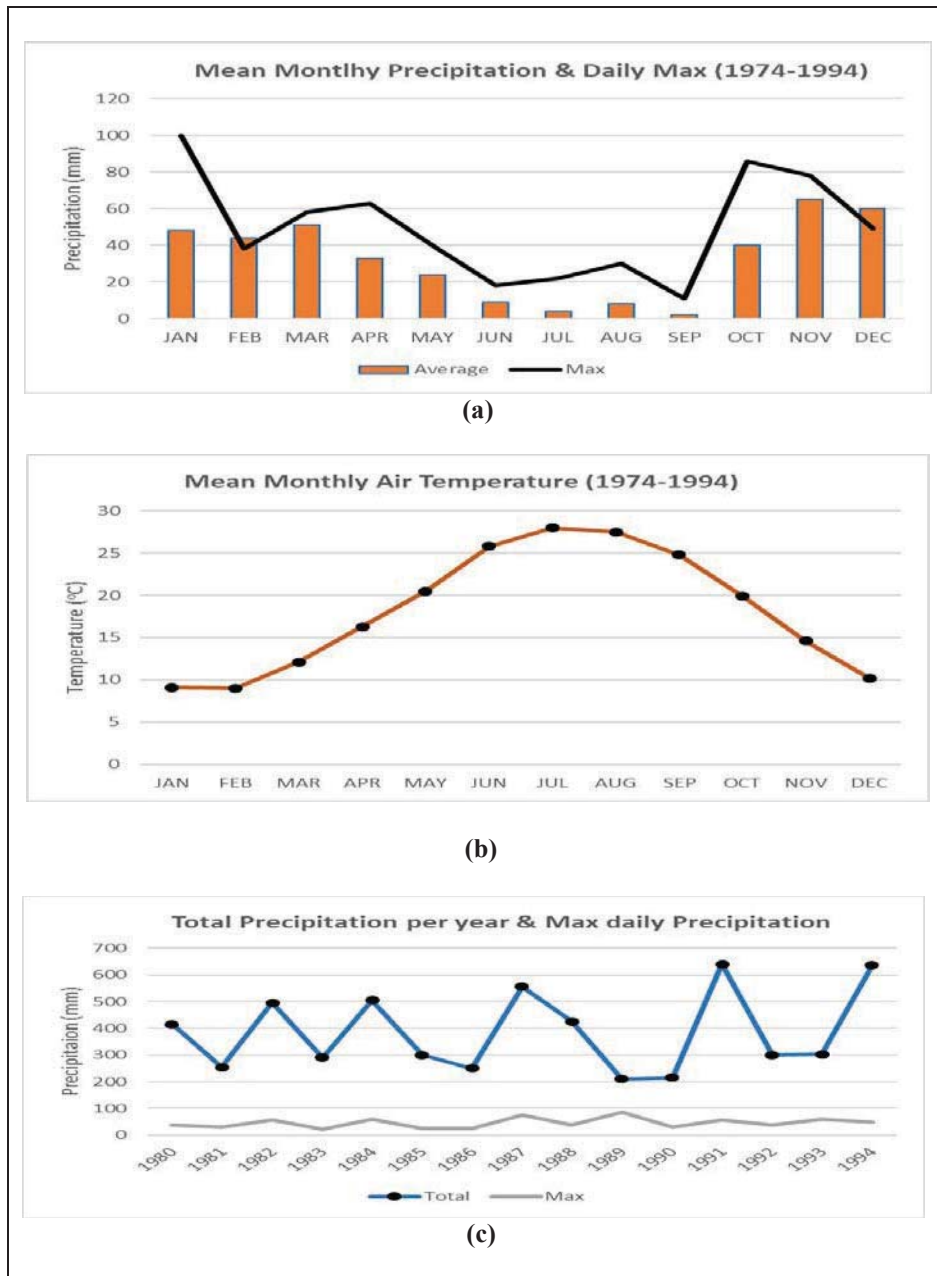 Mean Montlhy Precipitation & Daily Max (1974-1994)
120
100
80
60
40
20
0
Precipitation (mm)
JAN FEB MAR APR MAY JUN JUL AUG SEP OCT NOV DEC
Average Max
(a)
Mean Monthly Air Temperature (1974-1994)
30
25
20
15
10
5
0
Temperature (°C)
JAN FEB MAR APR MAY JUN JUL AUG SEP OCT NOV DEC
(b)
Total Precipitation per year & Max daily Precipitation
700
600
500
400
300
200
100
0
Precipitaion (mm)
1980 1981 1982 1983 1984 1985 1986 1987 1988 1989 1990 1991 1992 1993 1994
Total Max
(c)